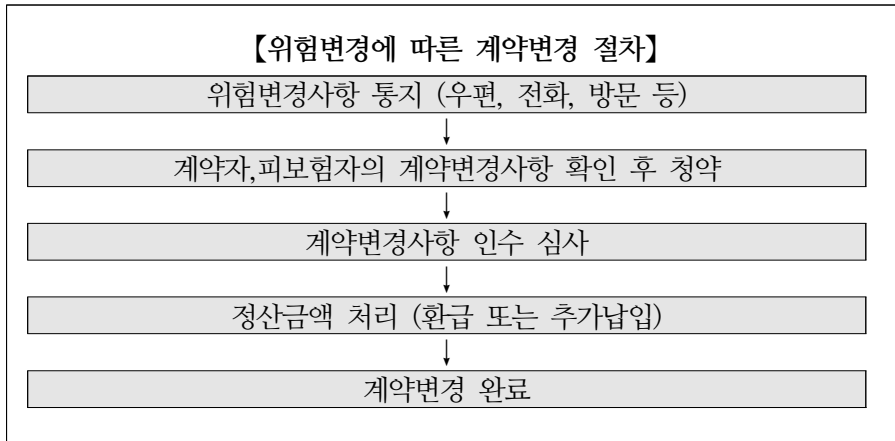 【위험변경에 따른 계약변경 절차】
위험변경사항 통지 (우편, 전화, 방문 등)
계약자,피보험자의 계약변경사항 확인 후 청약
계약변경사항 인수 심사
정산금액 처리 (환급 또는 추가납입)
계약변경 완료